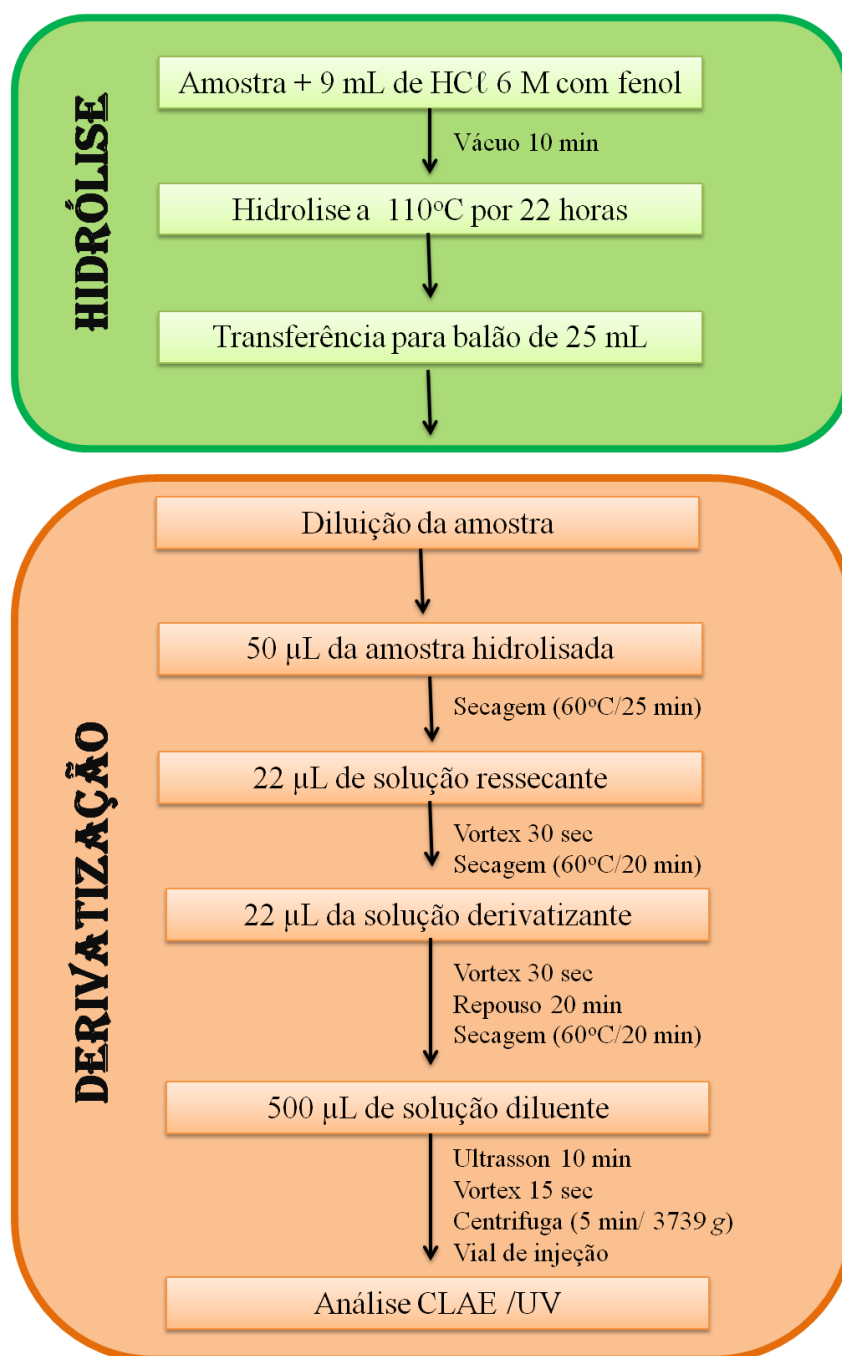 HIDRÓLISE
Amostra + 9 mL de HCℓ 6 M com fenol
Vácuo 10 min
Hidrolise a 110ºC por 22 horas
Transferência para balão de 25 mL
DERIVATIZAÇÃO
Diluição da amostra
50 µL da amostra hidrolisada
Secagem (60ºC/25 min)
22 µL de solução ressecante
Vortex 30 sec
Secagem (60ºC/20 min)
22 µL da solução derivatizante
Vortex 30 sec
Repouso 20 min
Secagem (60ºC/20 min)
500 µL de solução diluente
Ultrasson 10 min
Vortex 15 sec
Centrifuga (5 min/ 3739 g)
Vial de injeção
Análise CLAE /UV